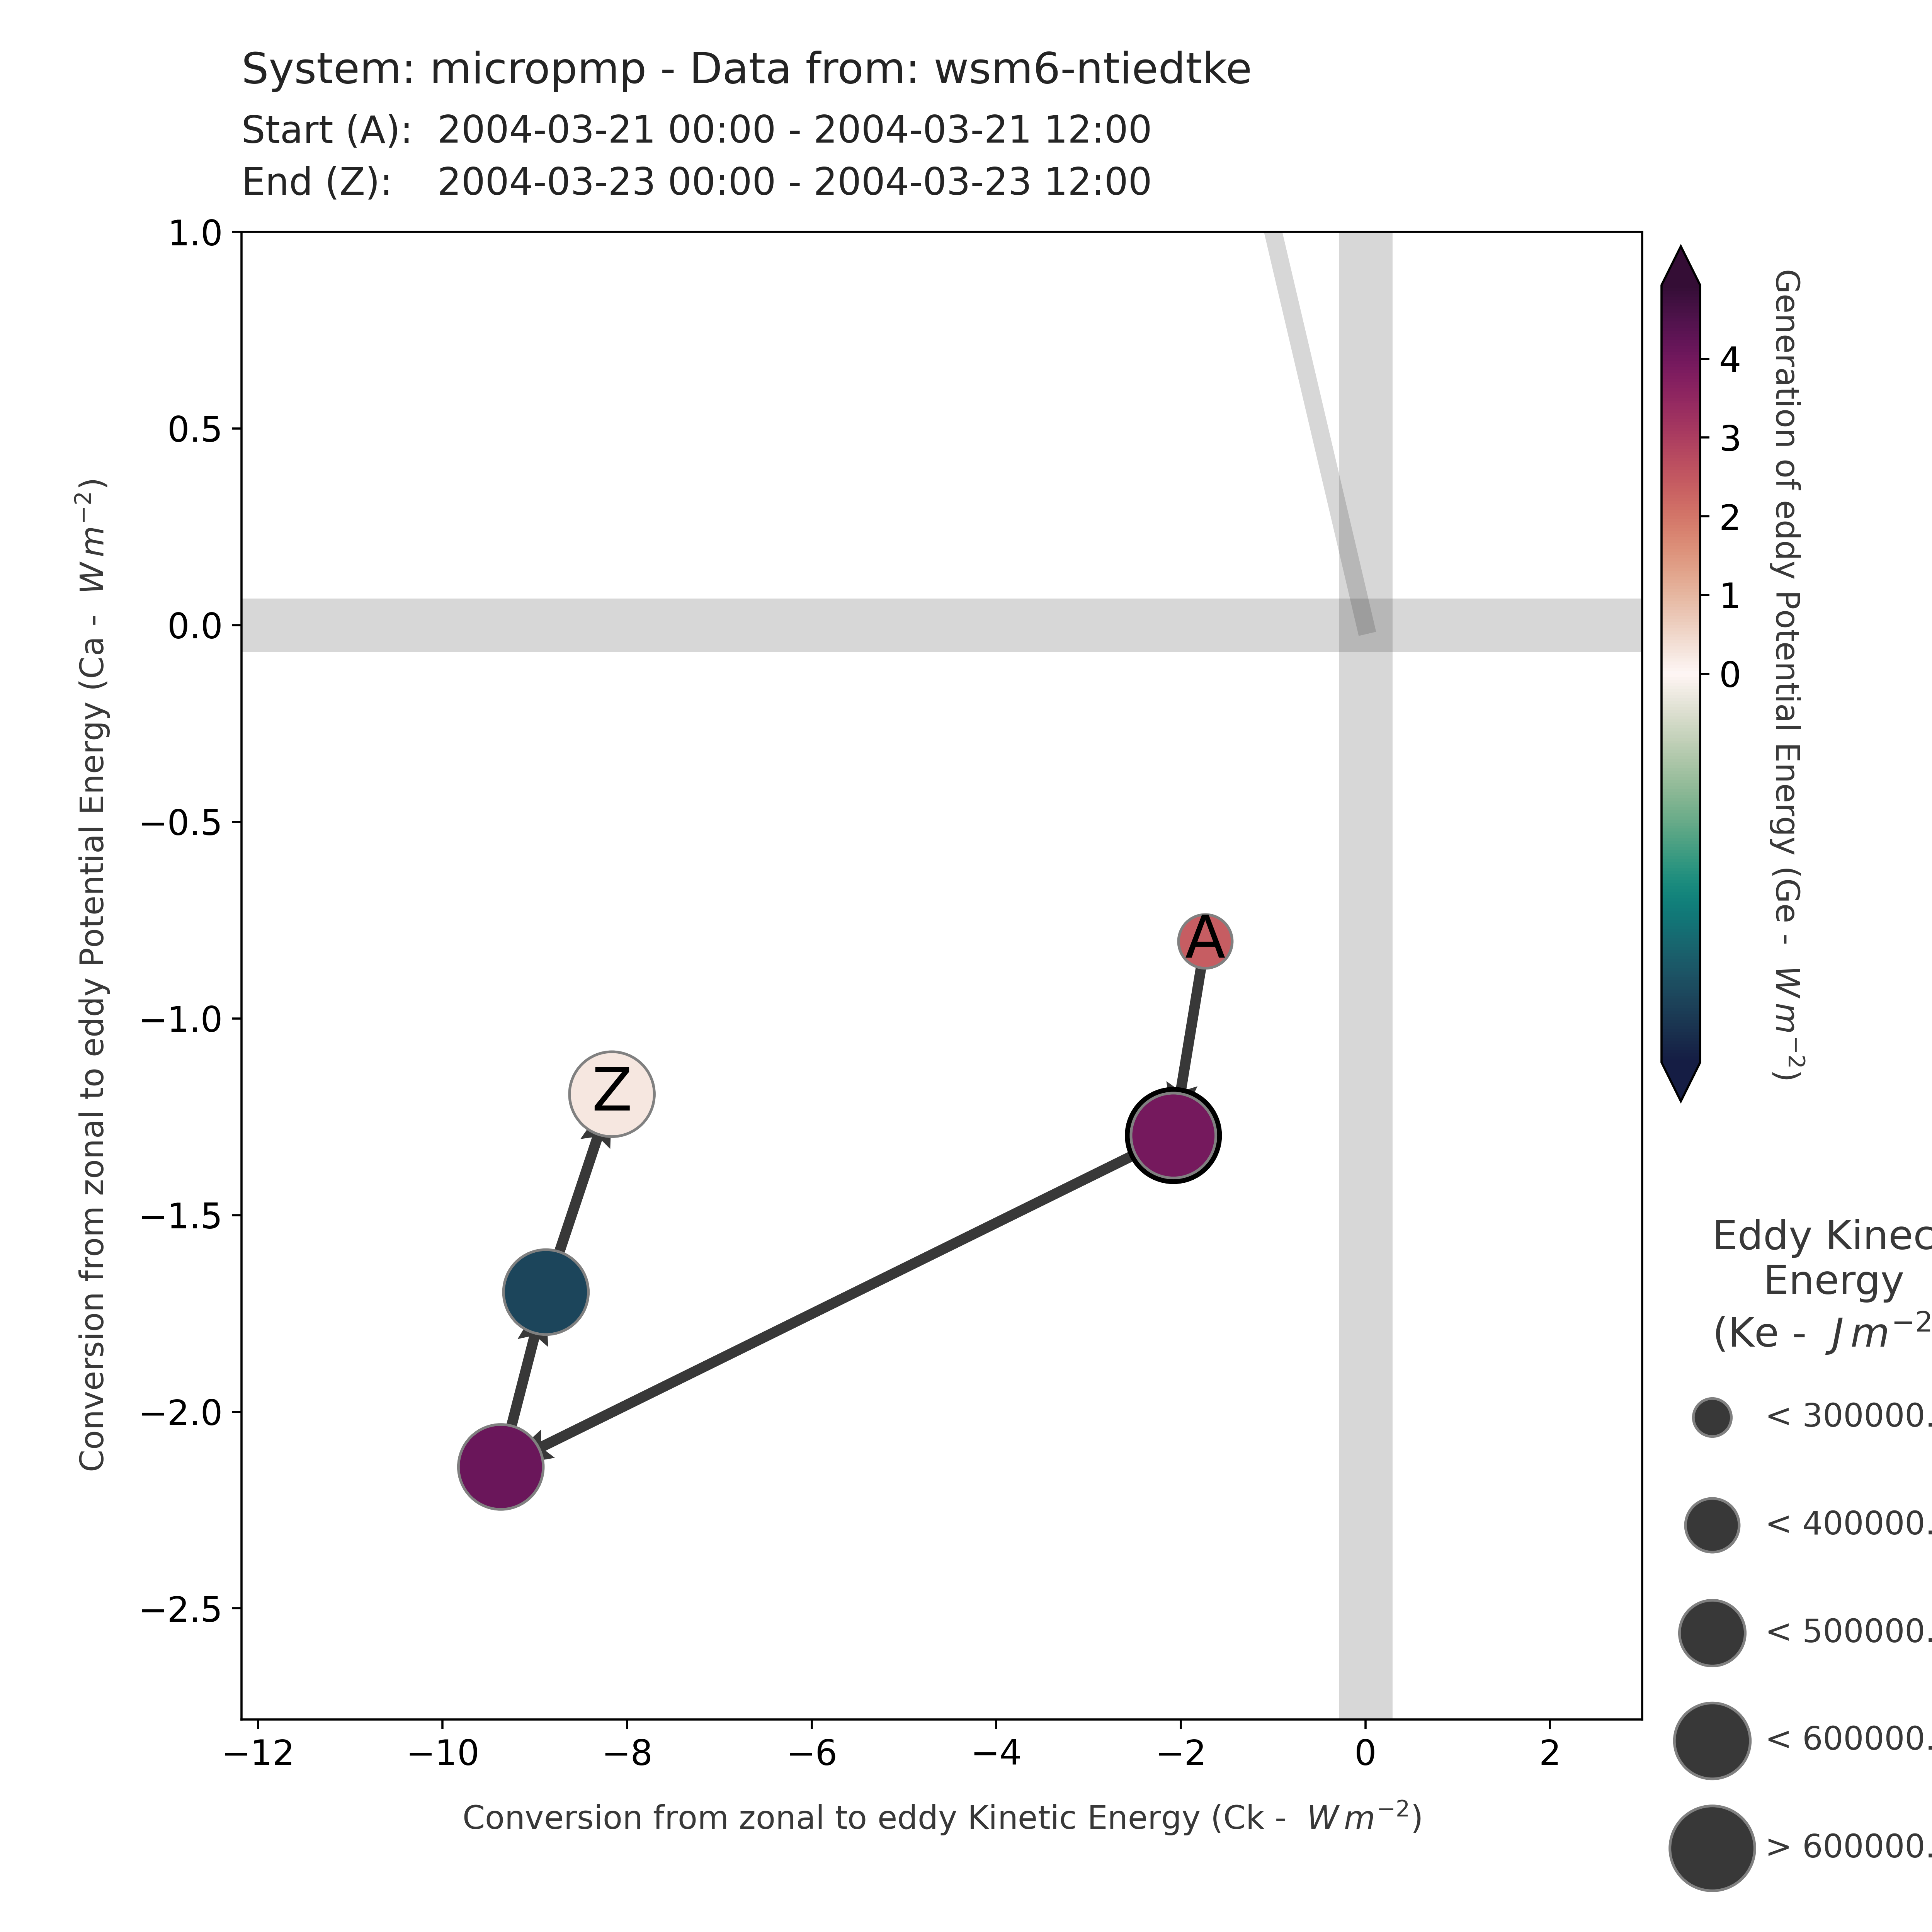 System: micropmp - Data from: wsm6-ntiedtke
Start (A): 2004-03-21 00:00 - 2004-03-21 12:00
End (Z): 2004-03-23 00:00 - 2004-03-23 12:00
1.0
0.5
0.0
−0.5
−1.0
−1.5
−2.0
−2.5
Conversion from zonal to eddy Potential Energy (Ca - W m⁻²)
A
Z
−12 −10 −8 −6 −4 −2 0 2
Conversion from zonal to eddy Kinetic Energy (Ck - W m⁻²)
4
3
2
1
0
Generation of eddy Potential Energy (Ge - W m⁻²)
Eddy Kinec
Energy
(Ke - J m⁻²
< 300000.
< 400000.
< 500000.
< 600000.
> 600000.